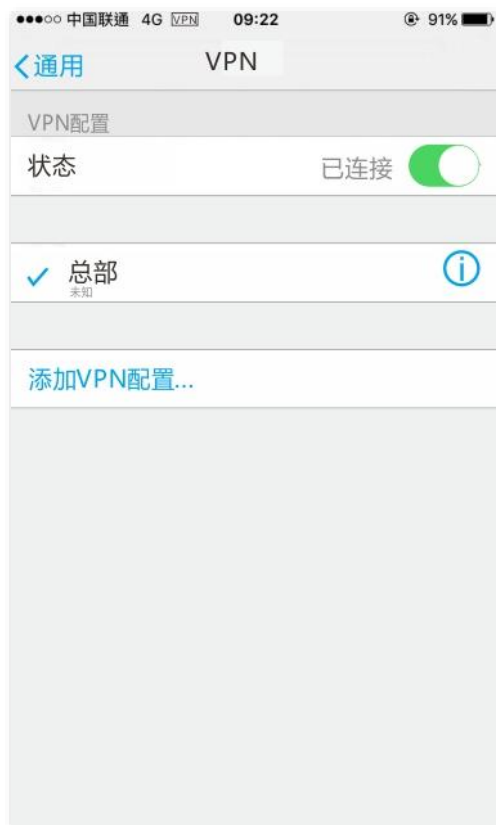 中国联通 4G VPN 09:22 91%
通用 VPN
VPN配置
状态 已连接
总部
未知
添加VPN配置...